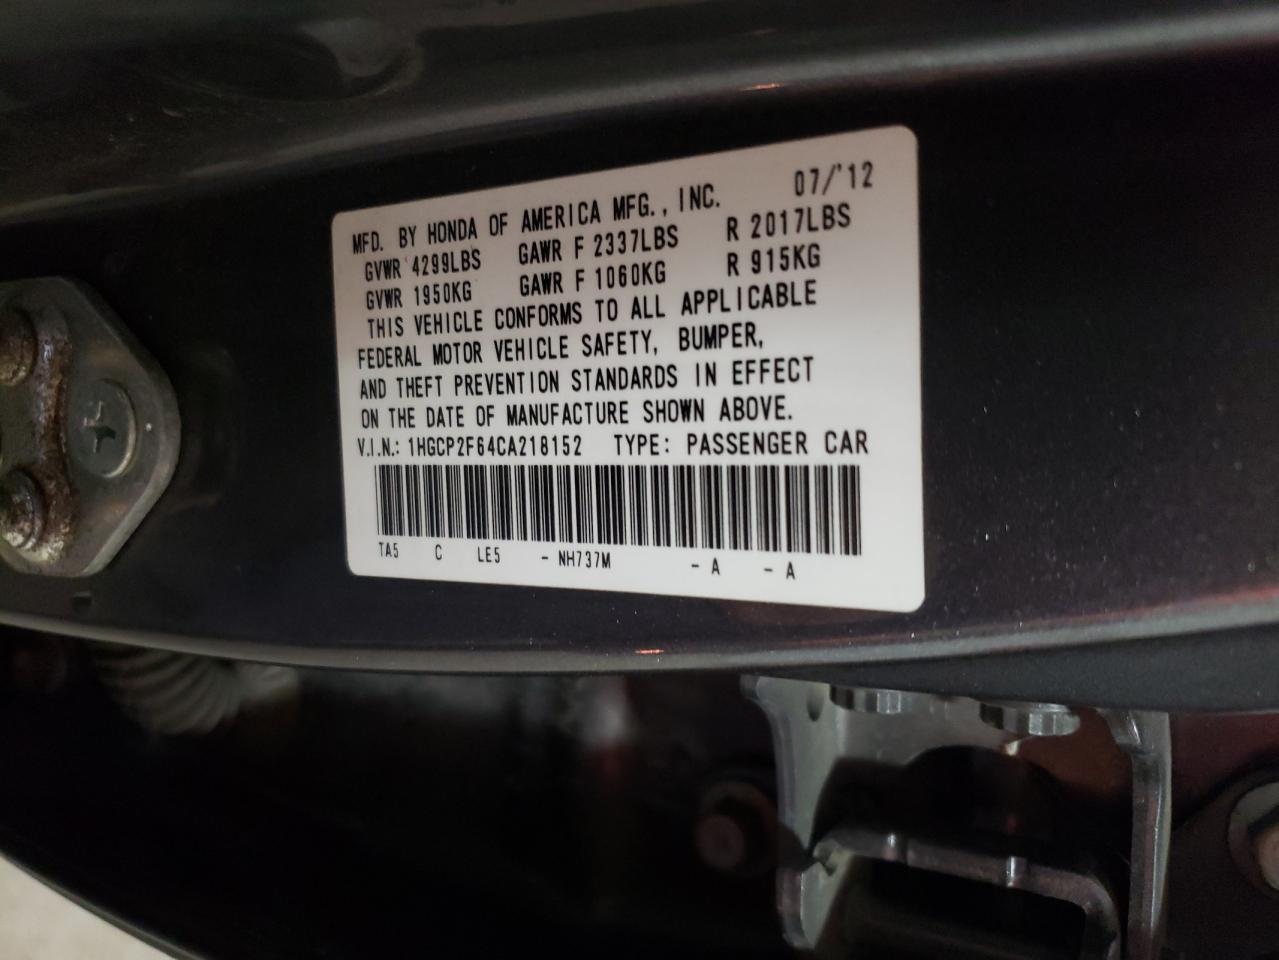 MFD. BY HONDA OF AMERICA MFG., INC. 07/'12
GVWR 4299LBS GAWR F 2337LBS R 2017LBS
GVWR 1950KG GAWR F 1060KG R 915KG
THIS VEHICLE CONFORMS TO ALL APPLICABLE
FEDERAL MOTOR VEHICLE SAFETY, BUMPER,
AND THEFT PREVENTION STANDARDS IN EFFECT
ON THE DATE OF MANUFACTURE SHOWN ABOVE.
V.I.N.: 1HGCP2F64CA218152 TYPE: PASSENGER CAR
TA5 C LE5 - NH737M - A - A